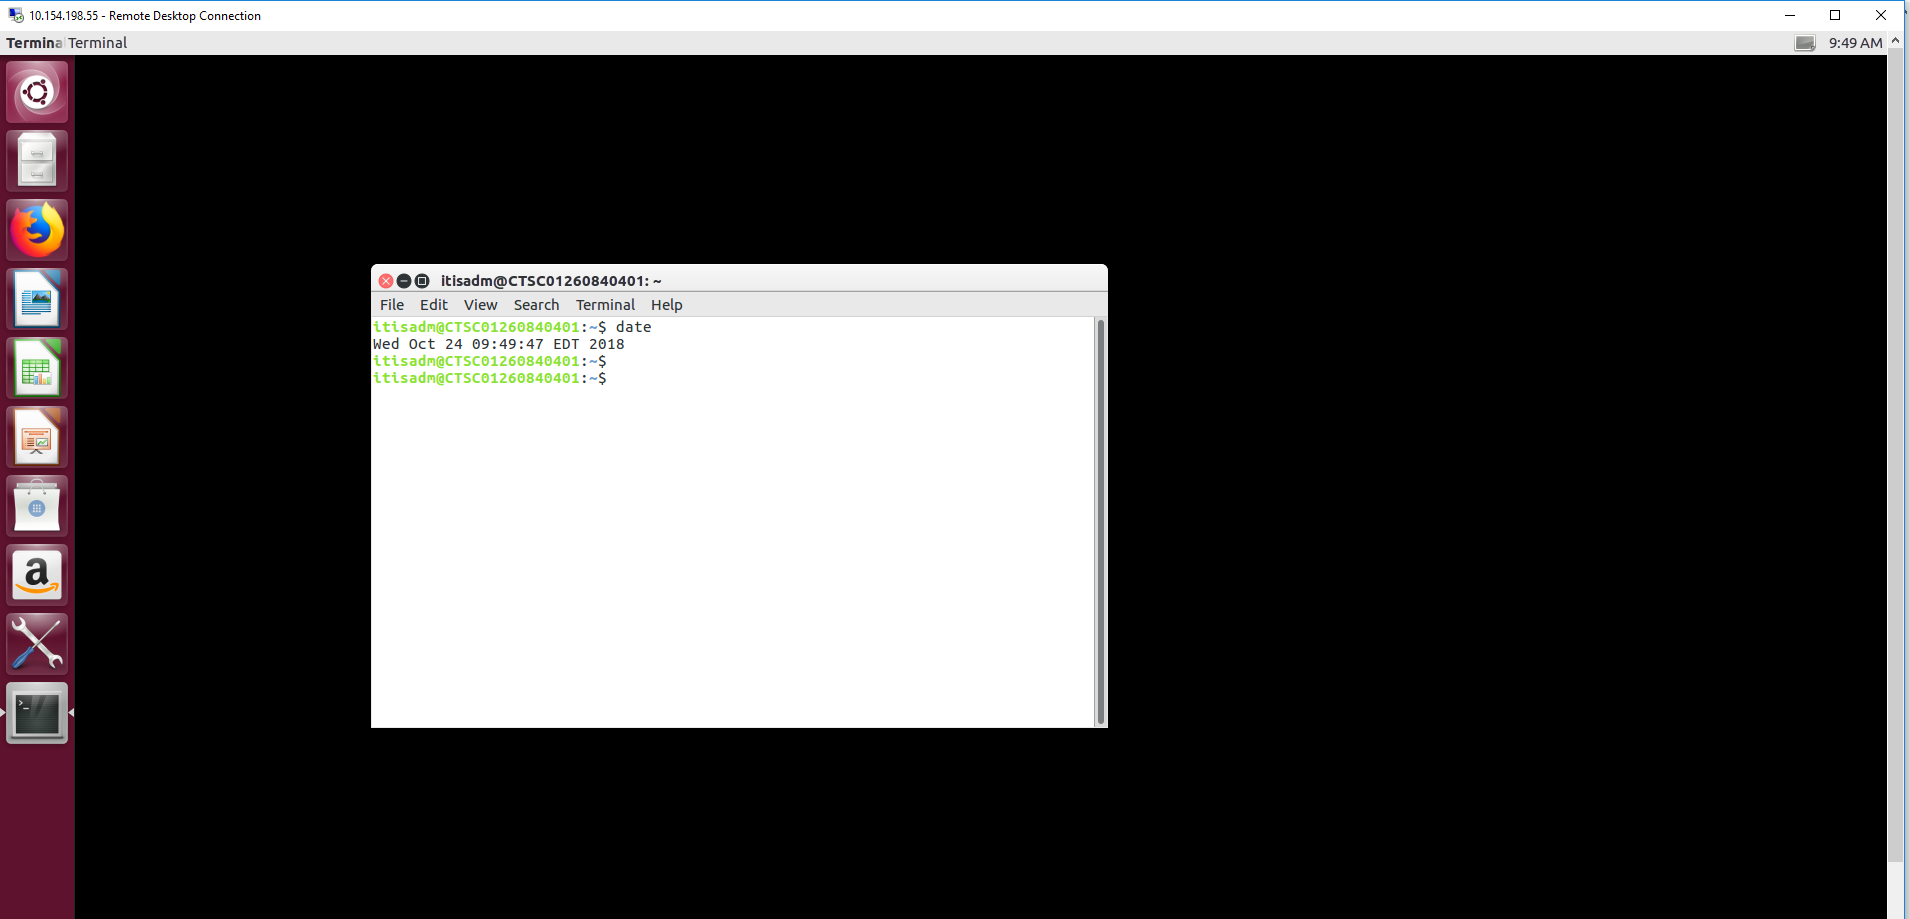 10.154.198.55 - Remote Desktop Connection
Termina Terminal 9:49 AM
itisadm@CTSC01260840401: ~
File Edit View Search Terminal Help
itisadm@CTSC01260840401:~$ date
Wed Oct 24 09:49:47 EDT 2018
itisadm@CTSC01260840401:~$
itisadm@CTSC01260840401:~$
a
>_